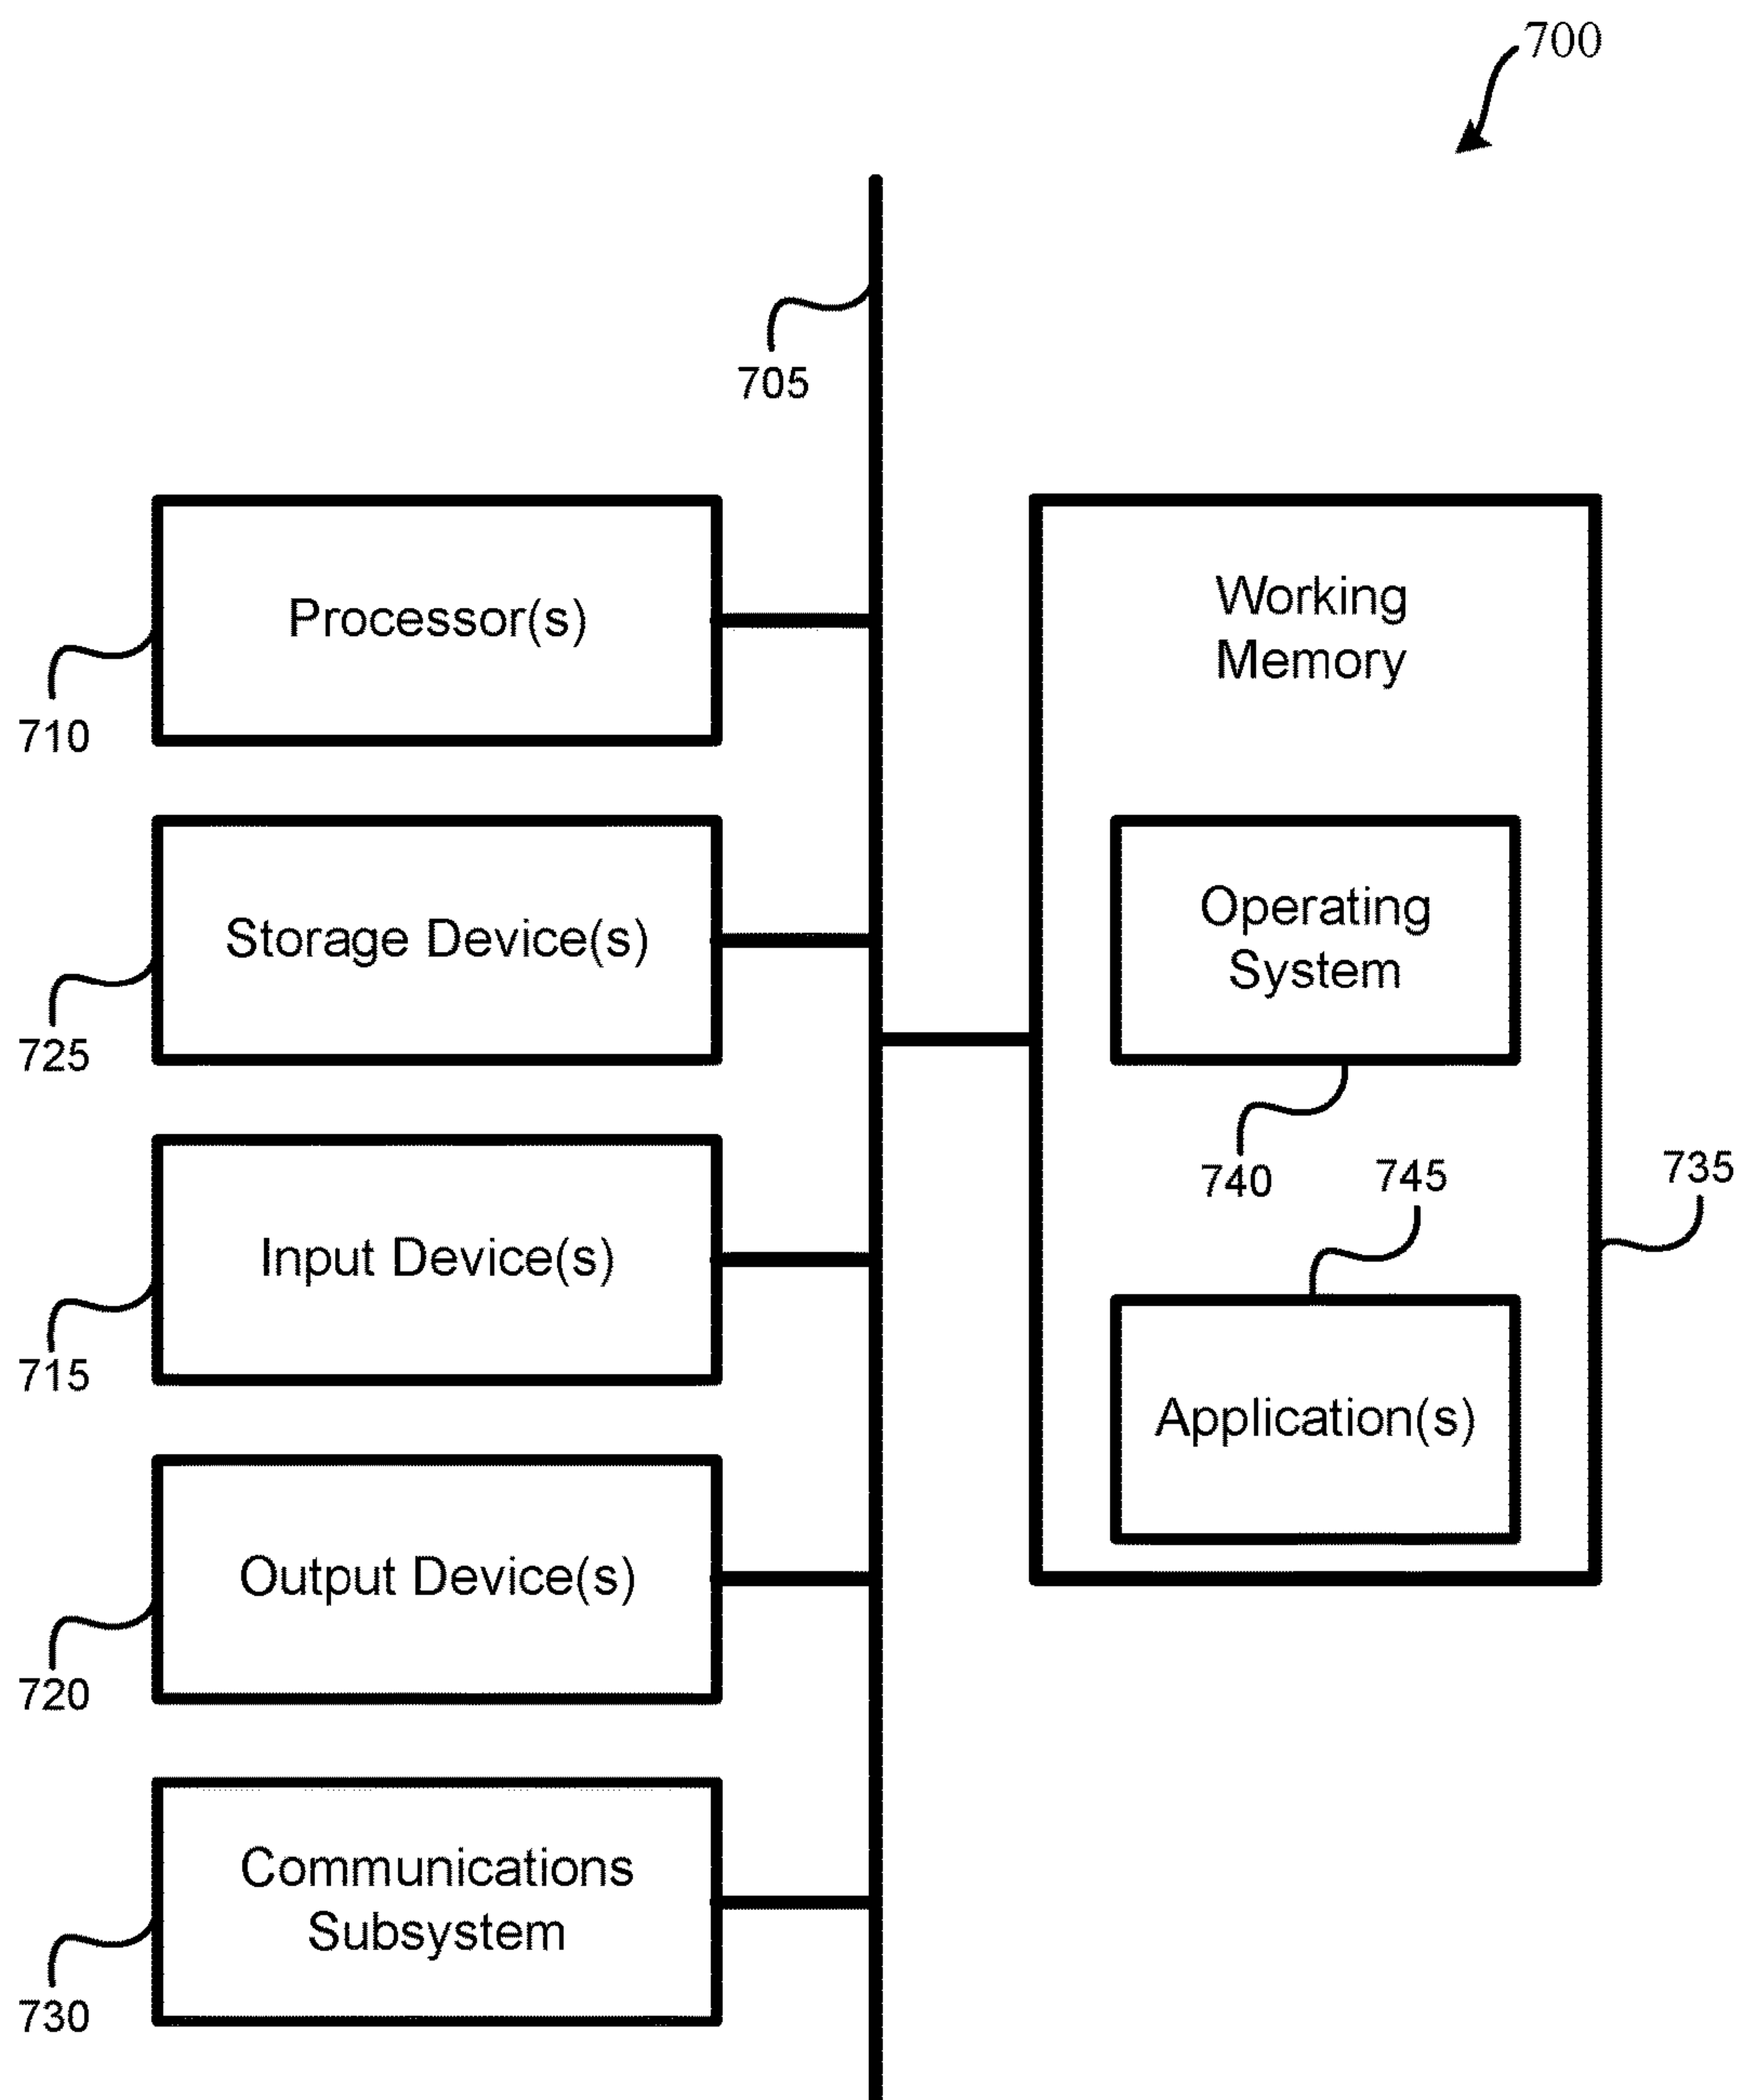 700
705
Processor(s)
710
Storage Device(s)
725
Input Device(s)
715
Output Device(s)
720
Communications
Subsystem
730
Working
Memory
Operating
System
740
745
735
Application(s)